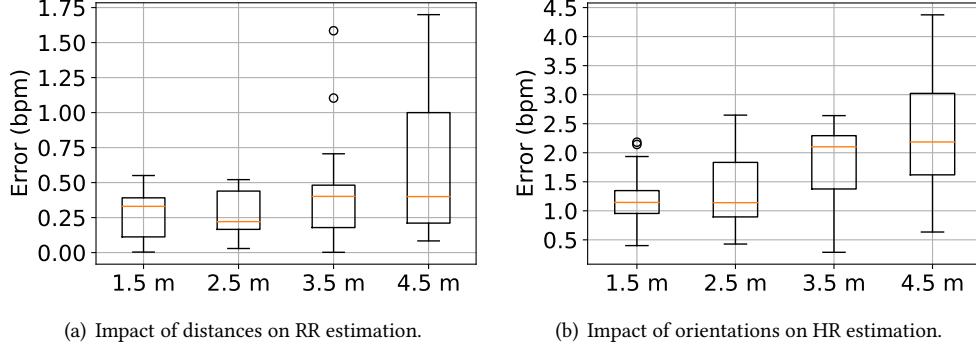 1.75
1.50
1.25
1.00
0.75
0.50
0.25
0.00
Error (bpm)
1.5 m 2.5 m 3.5 m 4.5 m
(a) Impact of distances on RR estimation.
4.5
4.0
3.5
3.0
2.5
2.0
1.5
1.0
0.5
Error (bpm)
1.5 m 2.5 m 3.5 m 4.5 m
(b) Impact of orientations on HR estimation.